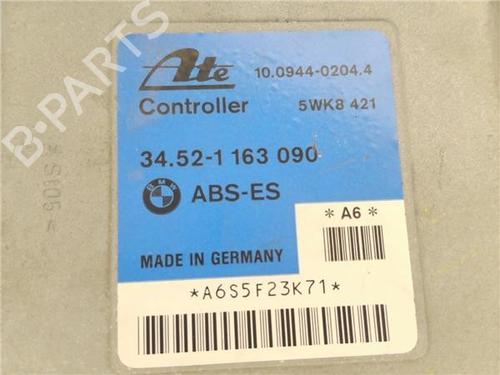 Ate
10.0944-0204.4
Controller
5WK8 421
34.52-1 163 090
BMW
ABS-ES
* A6 *
MADE IN GERMANY
*A6S5F23K71*
B-PARTS